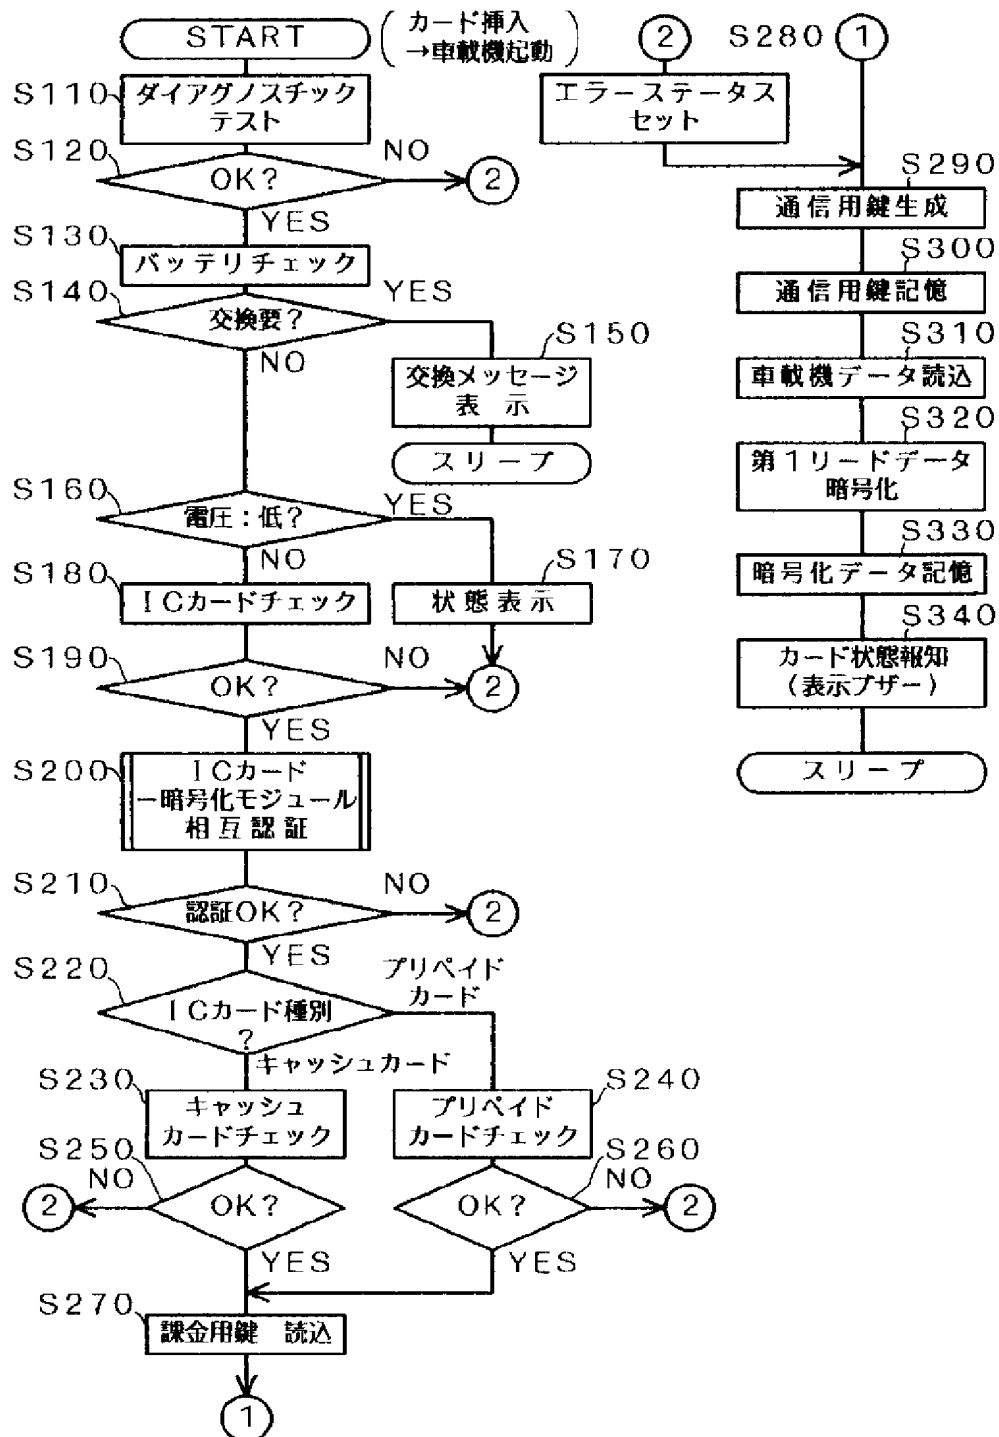 START
(カード挿入
→車載機起動)
S110
ダイアグノスチック
テスト
S120
OK?
NO
②
YES
S130
バッテリチェック
S140
交換要?
YES
NO
S150
交換メッセージ
表 示
スリープ
S160
電圧:低?
YES
NO
S170
状態表示
②
S180
ICカードチェック
S190
OK?
NO
YES
S200
ICカード
ー暗号化モジュール
相互認証
S210
認証OK?
NO
②
YES
S220
ICカード種別
?
プリペイド
カード
キャッシュカード
S230
キャッシュ
カードチェック
S240
プリペイド
カードチェック
S250
OK?
NO
②
YES
S260
OK?
NO
②
YES
S270
課金用鍵 読込
①
②
S280
エラーステータス
セット
①
S290
通信用鍵生成
S300
通信用鍵記憶
S310
車載機データ読込
S320
第1リードデータ
暗号化
S330
暗号化データ記憶
S340
カード状態報知
(表示ブザー)
スリープ